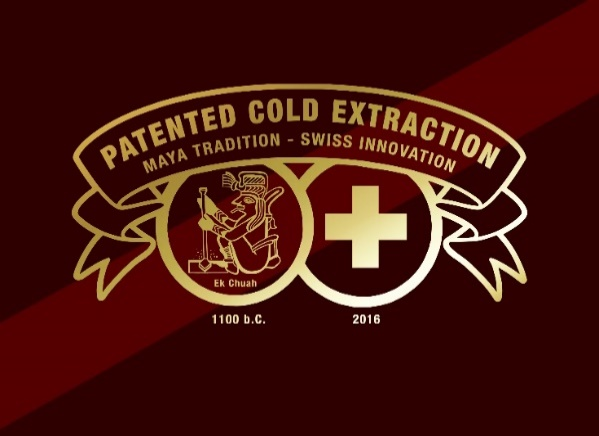 PATENTED COLD EXTRACTION
MAYA TRADITION - SWISS INNOVATION
Ek Chuah
1100 b.C.
2016